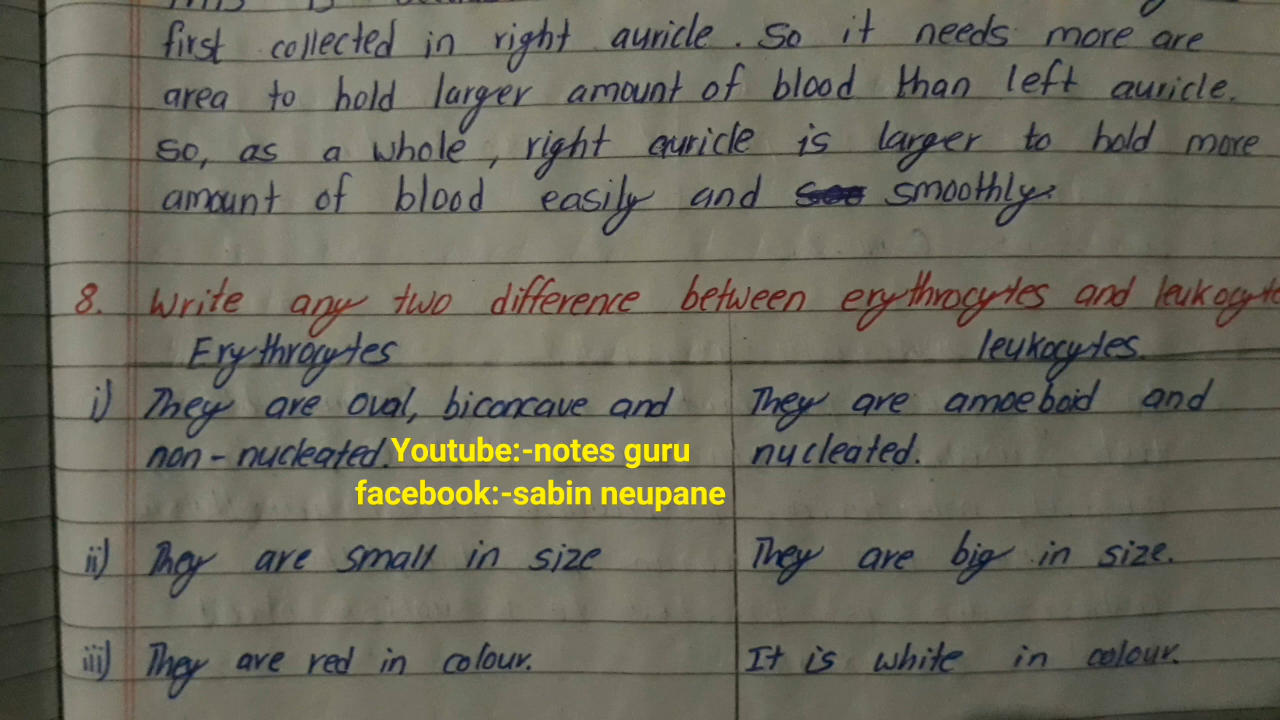 first collected in right auricle. So it needs more are
area to hold larger amount of blood than left auricle.
so, as a whole, right auricle is larger to hold more
amount of blood easily and smoothly.
8. Write any two difference between erythrocytes and leukocyte
Erythrocytes leukocytes.
i) They are oval, biconcave and They are amoeboid and
non-nucleated. nucleated.
Youtube:-notes guru
facebook:-sabin neupane
ii) They are small in size They are big in size.
iii) They are red in colour. It is white in colour.